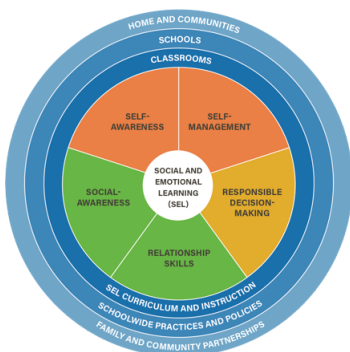 HOME AND COMMUNITIES
SCHOOLS
CLASSROOMS
SELF-
AWARENESS
SELF-
MANAGEMENT
SOCIAL AND
EMOTIONAL
LEARNING
(SEL)
SOCIAL-
AWARENESS
RESPONSIBLE
DECISION-
MAKING
RELATIONSHIP
SKILLS
SEL CURRICULUM AND INSTRUCTION
SCHOOLWIDE PRACTICES AND POLICIES
FAMILY AND COMMUNITY PARTNERSHIPS